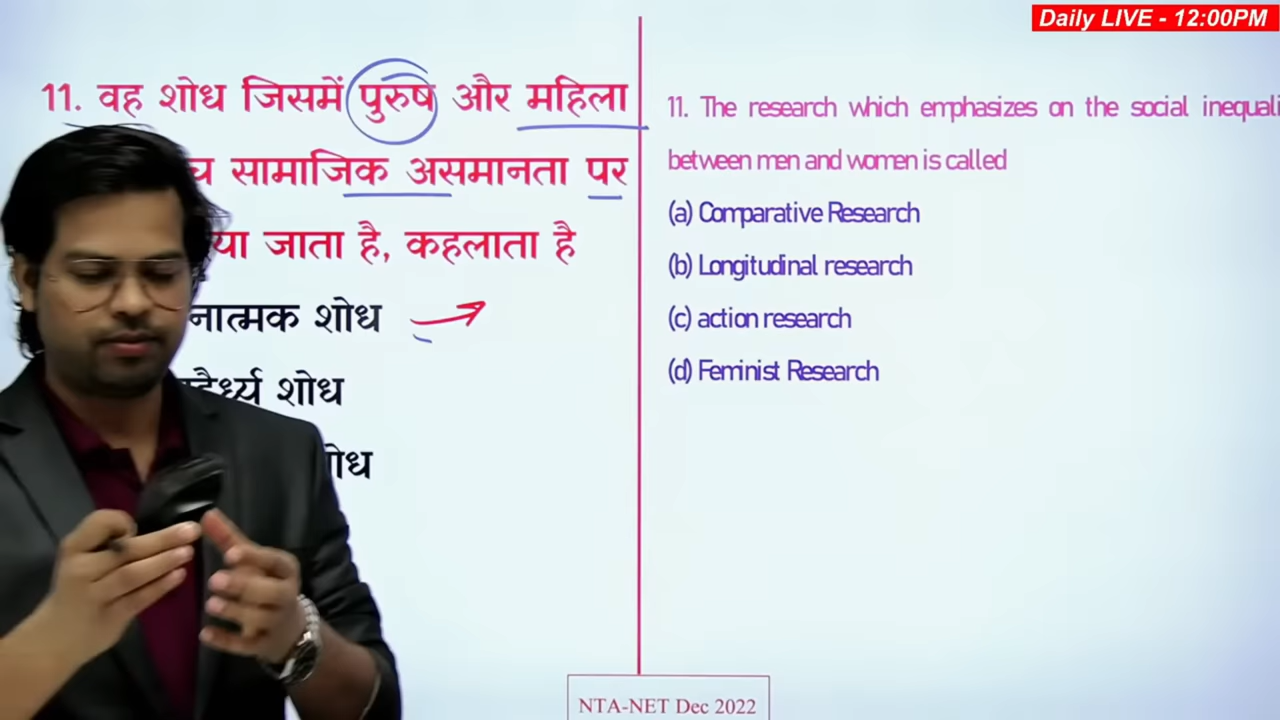 Daily LIVE - 12:00PM
11. वह शोध जिसमें पुरुष और महिला
सामाजिक असमानता पर
जाता है, कहलाता है
शोध
शोध
11. The research which emphasizes on the social
between men and women is called
(a) Comparative Research
(b) Longitudinal research
(c) action research
(d) Feminist Research
NTA-NET Dec 2022